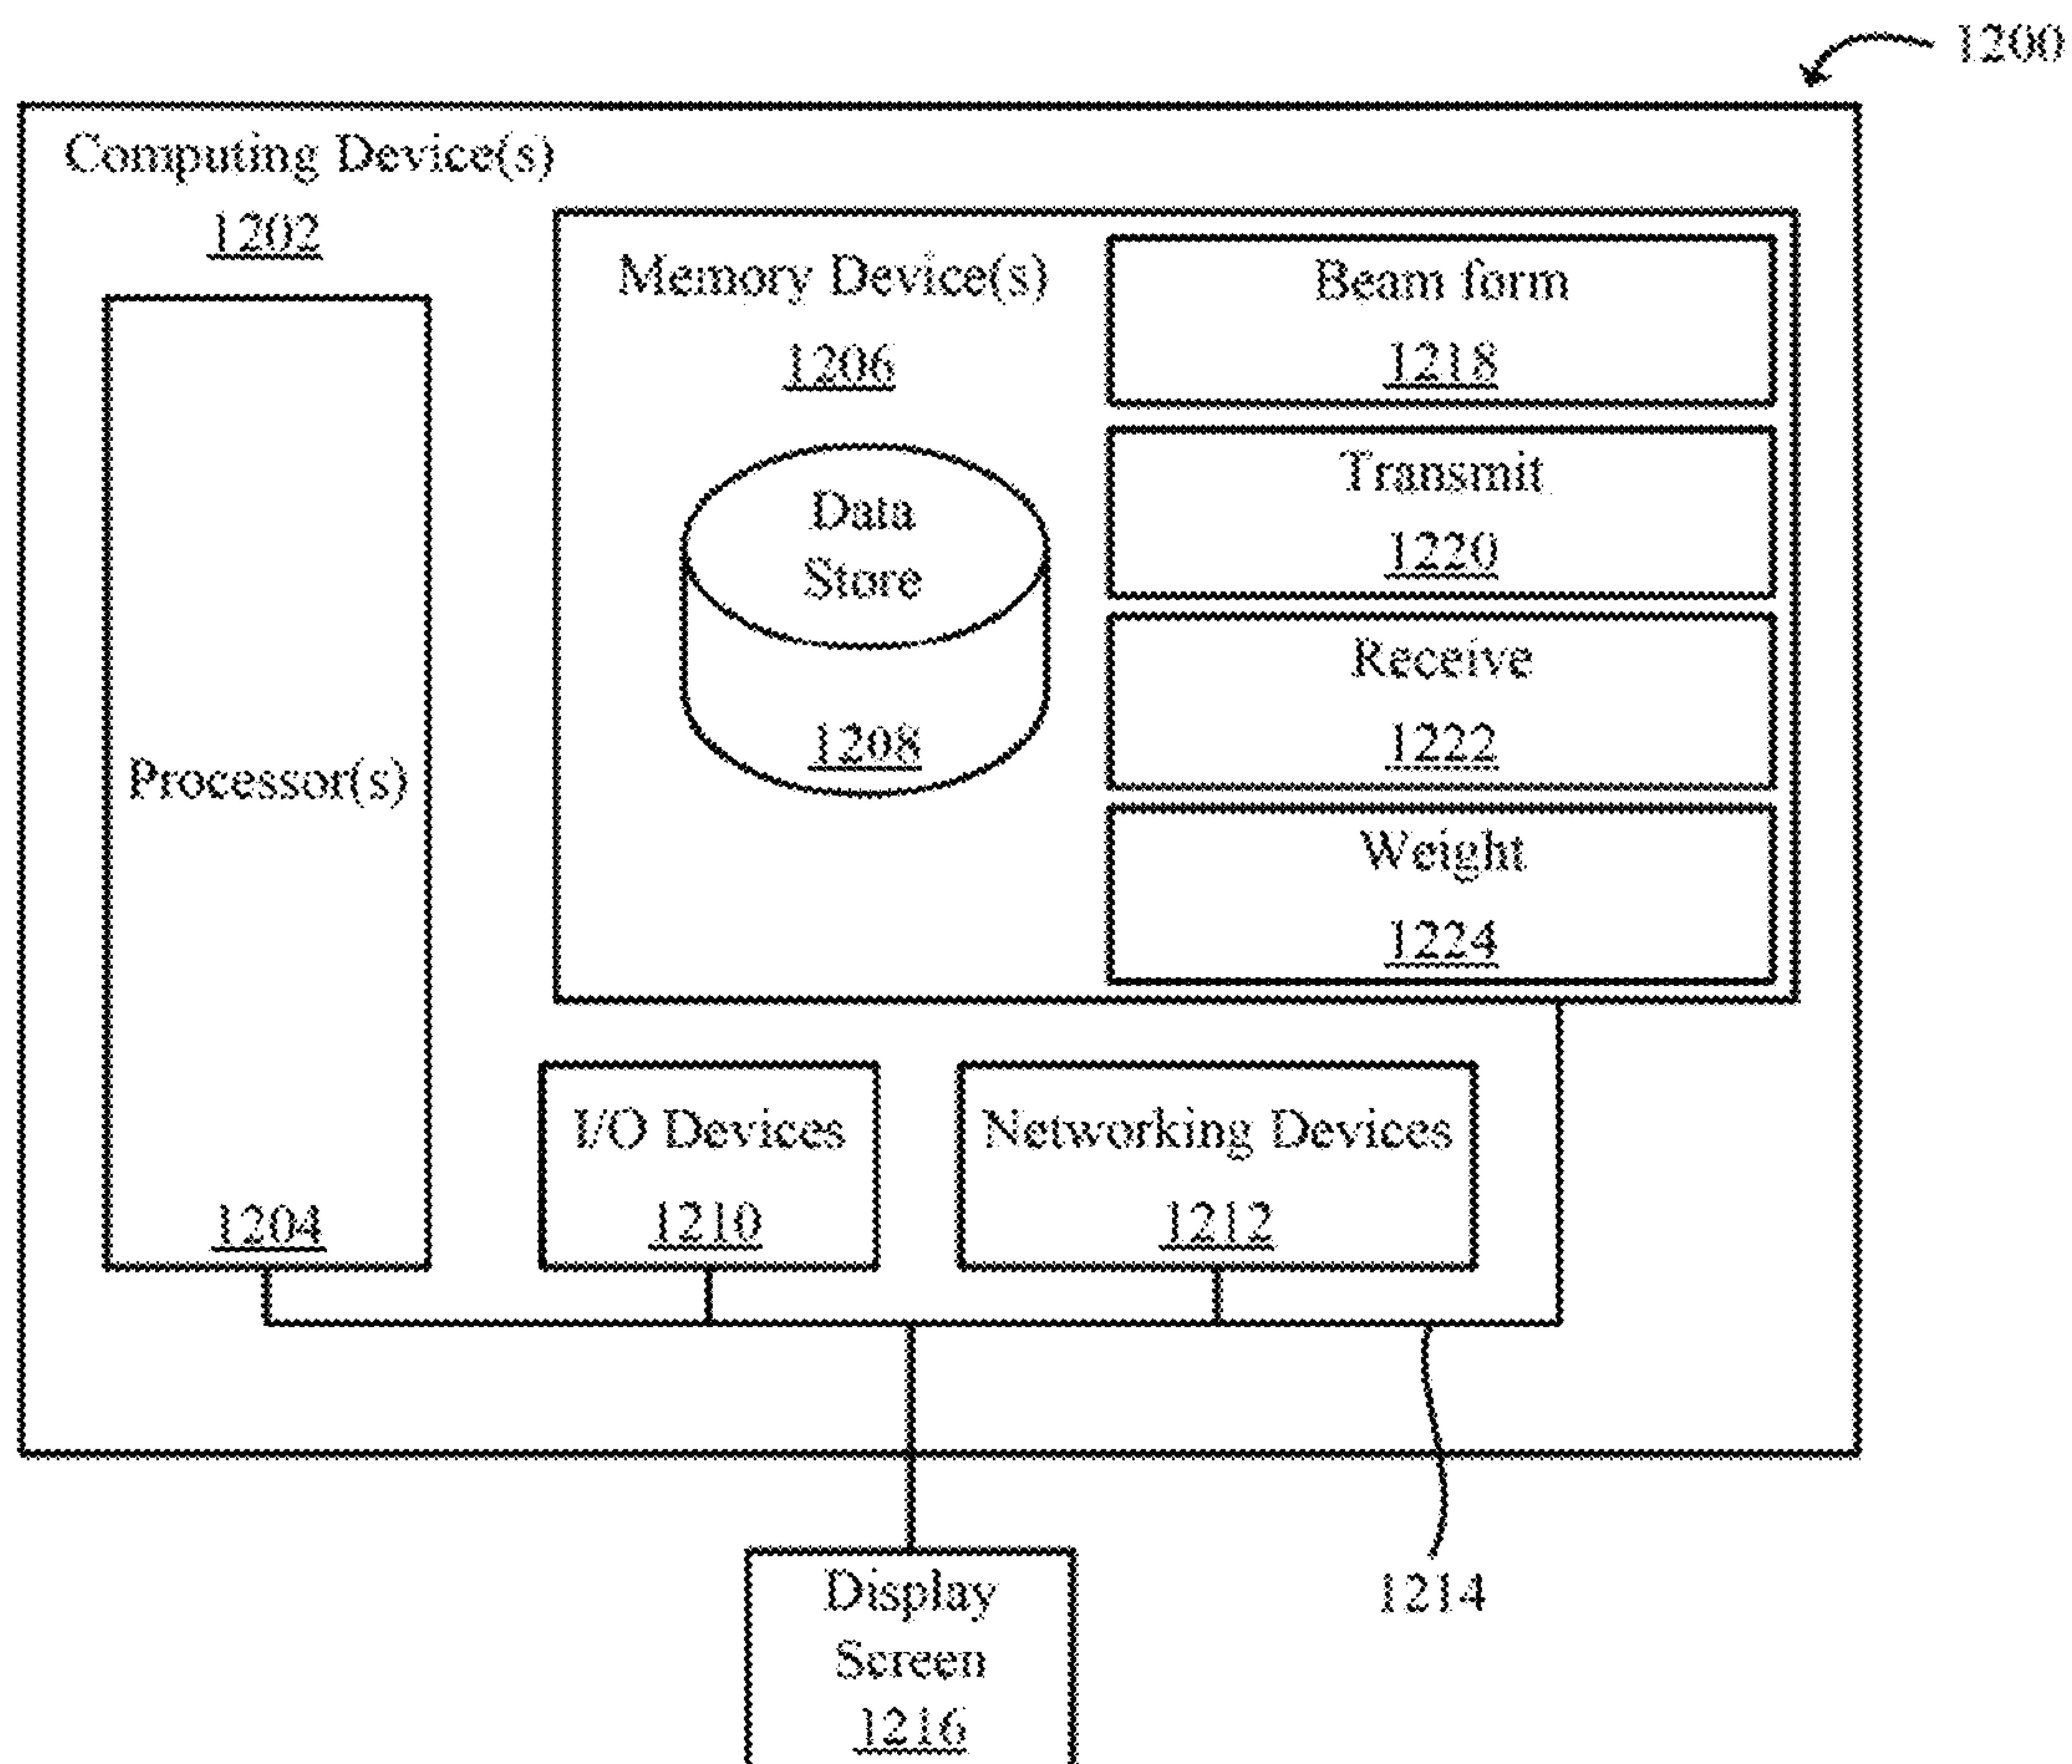 1200
Computing Device(s)
1202
Memory Device(s)
1206
Data
Store
1208
Beam form
1218
Transmit
1220
Receive
1222
Weight
1224
Processor(s)
1204
I/O Devices
1210
Networking Devices
1212
1214
Display
Screen
1216